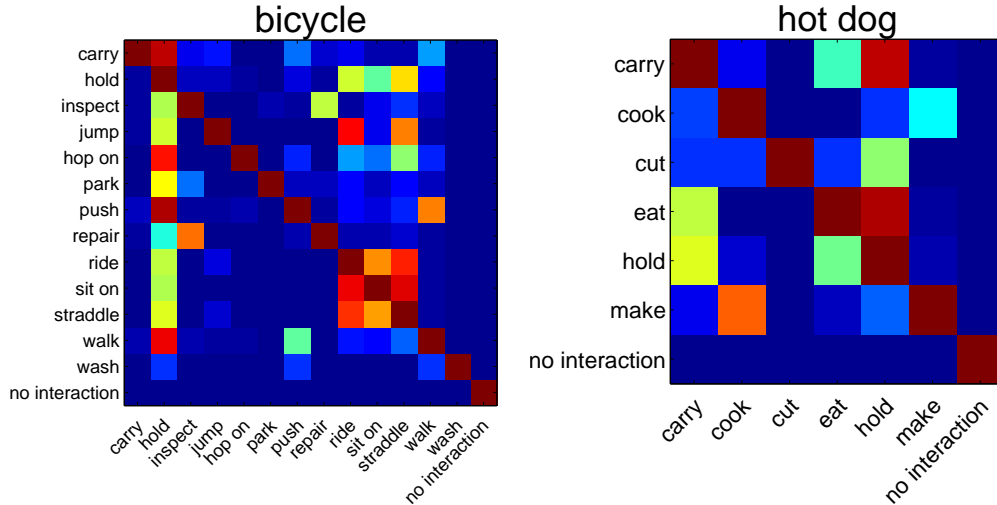 bicycle
carry
hold
inspect
jump
hop on
park
push
repair
ride
sit on
straddle
walk
wash
no interaction
carry
hold
inspect
jump
hop on
park
push
repair
ride
sit on
straddle
walk
wash
no interaction
hot dog
carry
cook
cut
eat
hold
make
no interaction
carry
cook
cut
eat
hold
make
no interaction